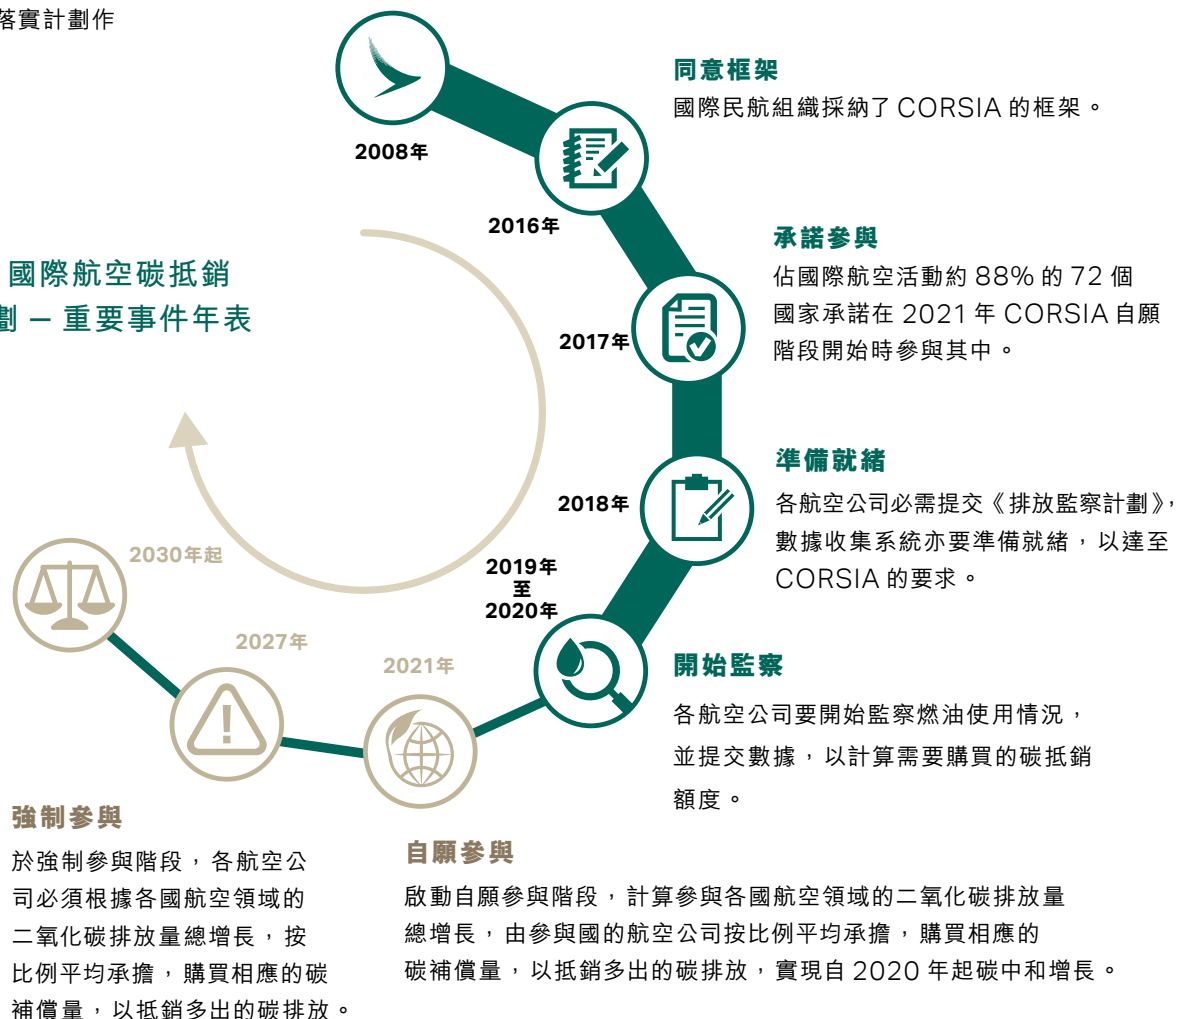 落實計劃作
2008年
同意框架
國際民航組織採納了 CORSIA 的框架。
2016年
國際航空碳抵銷
劃 — 重要事件年表
承諾參與
佔國際航空活動約 88% 的 72 個
國家承諾在 2021 年 CORSIA 自願
階段開始時參與其中。
2017年
準備就緒
各航空公司必需提交《排放監察計劃》,
數據收集系統亦要準備就緒,以達至
CORSIA 的要求。
2018年
2019年
至
2020年
開始監察
各航空公司要開始監察燃油使用情況,
並提交數據,以計算需要購買的碳抵銷
額度。
2021年
自願參與
啟動自願參與階段,計算參與各國航空領域的二氧化碳排放量
總增長,由參與國的航空公司按比例平均承擔,購買相應的
碳補償量,以抵銷多出的碳排放,實現自 2020 年起碳中和增長。
2027年
2030年起
強制參與
於強制參與階段,各航空公
司必須根據各國航空領域的
二氧化碳排放量總增長,按
比例平均承擔,購買相應的碳
補償量,以抵銷多出的碳排放。